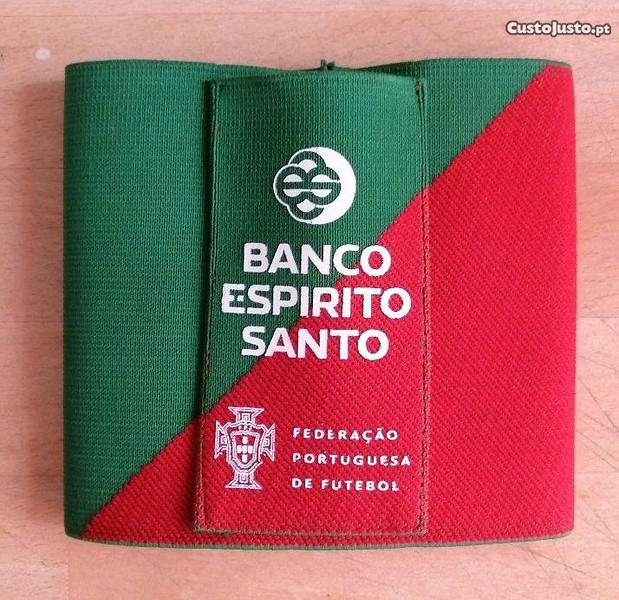 CustoJusto.pt
BANCO
ESPIRITO
SANTO
FEDERAÇÃO
PORTUGUESA
DE FUTEBOL